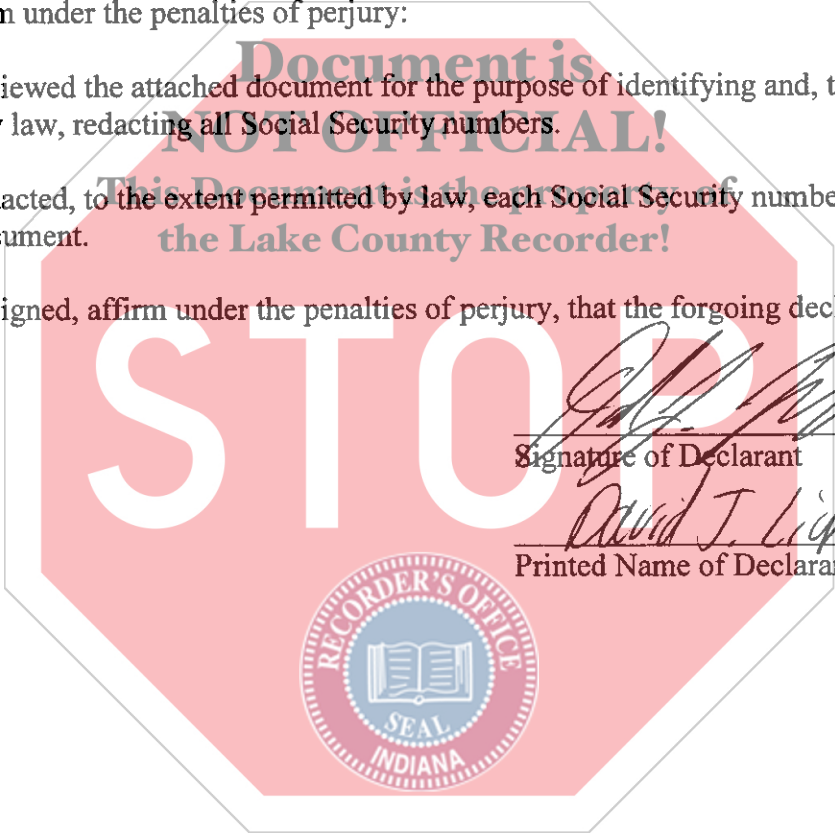 n under the penalties of perjury:
Document is
iewed the attached document for the purpose of identifying and, t
law, redacting all Social Security numbers.
NOT OFFICIAL!
This Document is the property of
acted, to the extent permitted by law, each Social Security numbe
ument.
the Lake County Recorder!
igned, affirm under the penalties of perjury, that the forgoing dec
STOP
Signature of Declarant
David J.
Printed Name of Declara
RECORDER'S OFFICE
SEAL
INDIANA